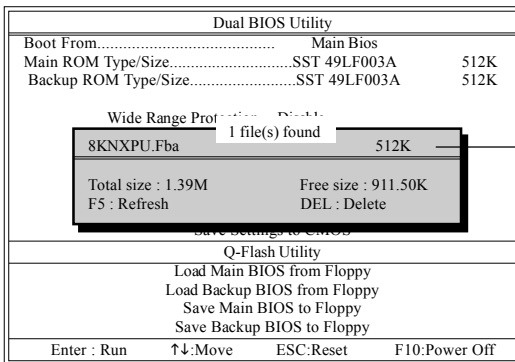 Dual BIOS Utility
Boot From.......................................... Main Bios
Main ROM Type/Size.........................SST 49LF003A 512K
Backup ROM Type/Size.........................SST 49LF003A 512K
Wide Range Protection Disable
1 file(s) found
8KNXPU.Fba 512K
Total size : 1.39M Free size : 911.50K
F5 : Refresh DEL : Delete
Save Settings to CMOS
Q-Flash Utility
Load Main BIOS from Floppy
Load Backup BIOS from Floppy
Save Main BIOS to Floppy
Save Backup BIOS to Floppy
Enter : Run ↑↓:Move ESC:Reset F10:Power Off